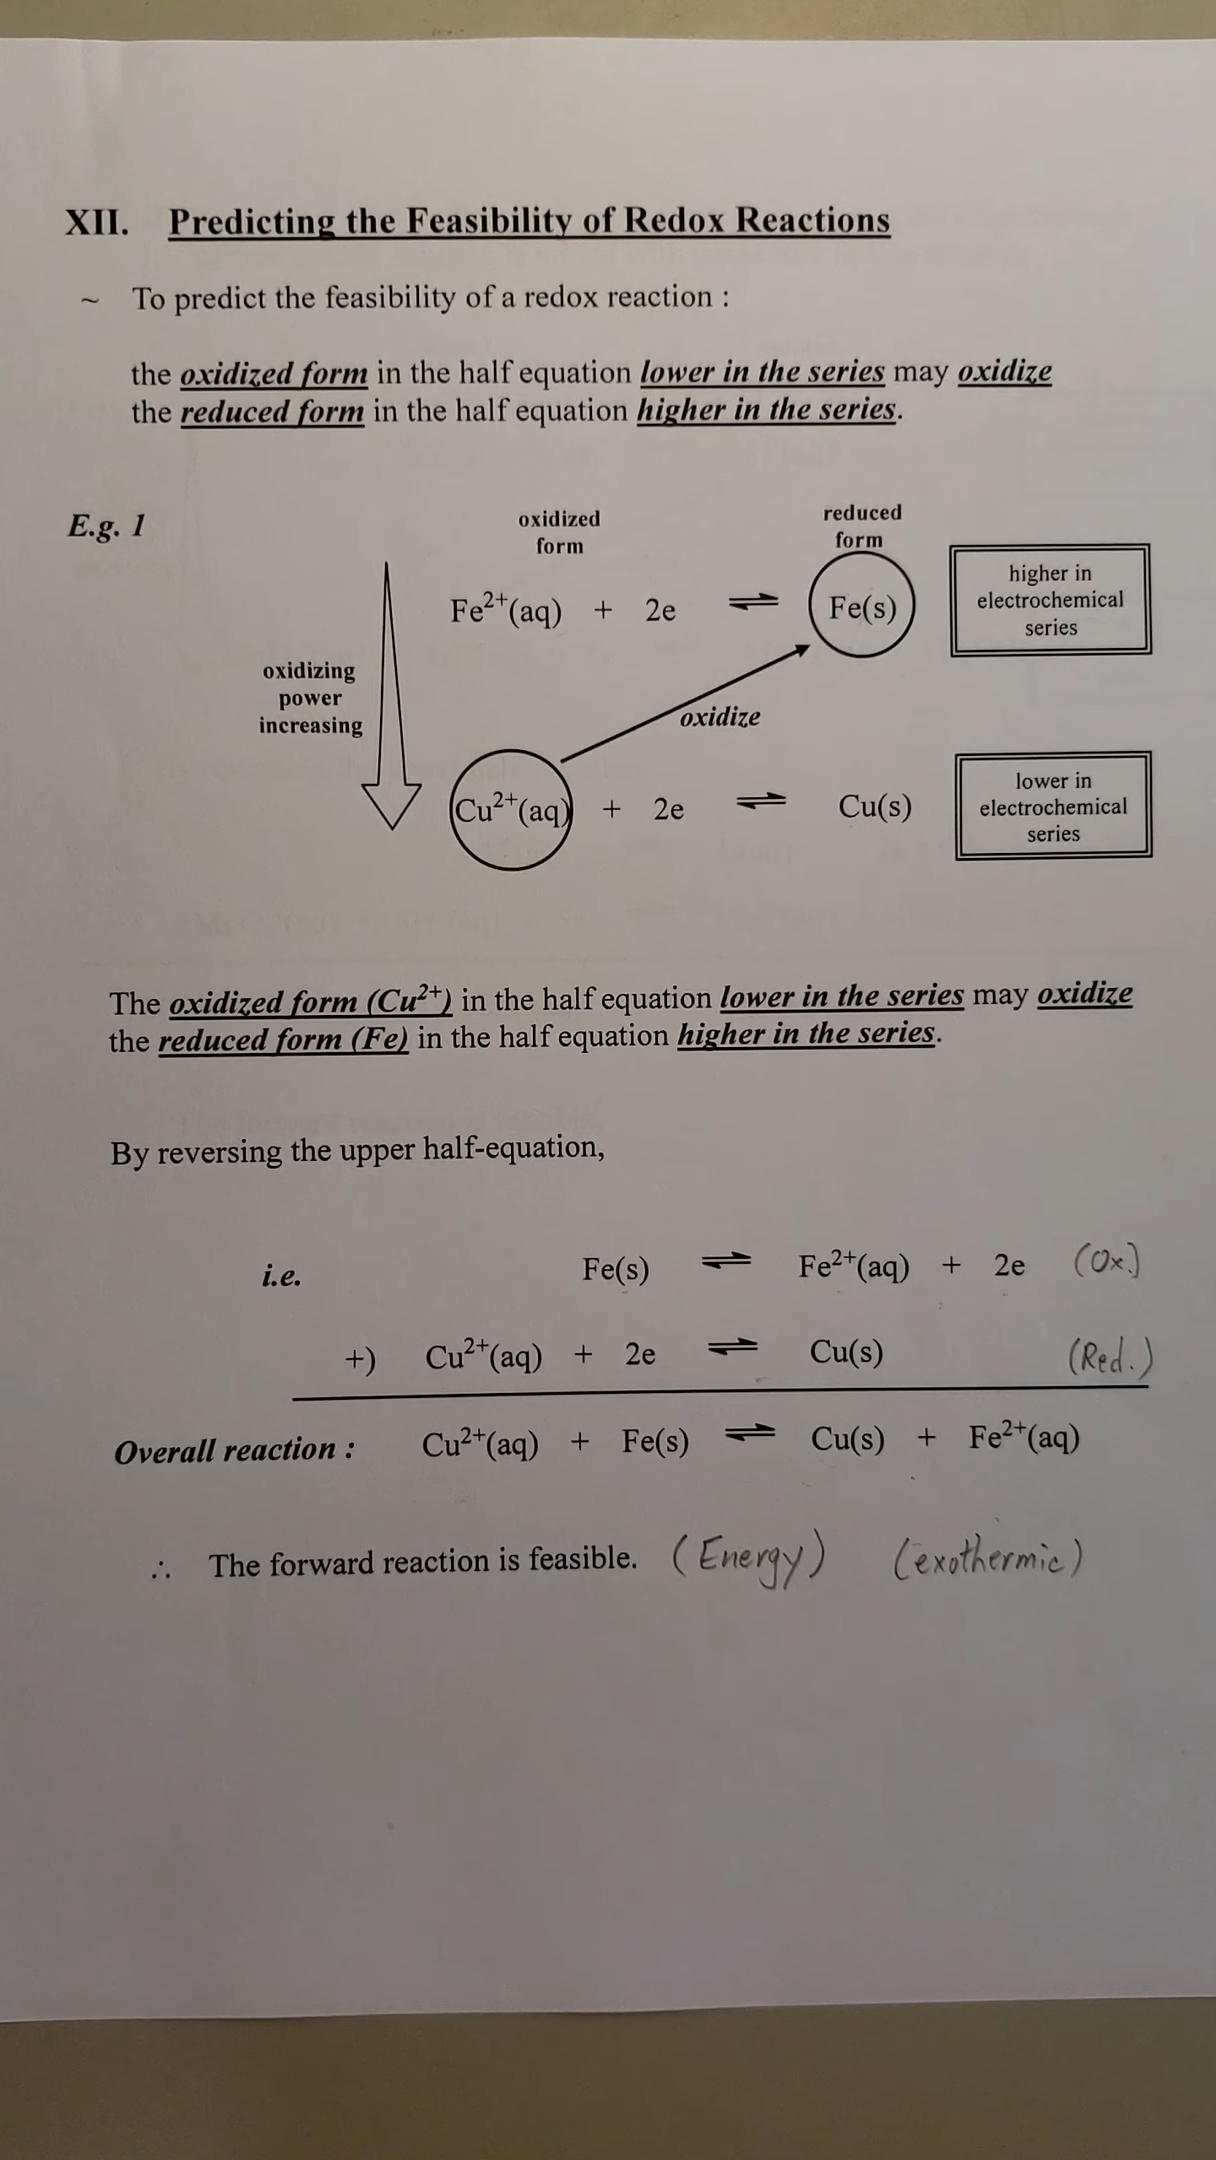 XII. Predicting the Feasibility of Redox Reactions
~ To predict the feasibility of a redox reaction :
the oxidized form in the half equation lower in the series may oxidize
the reduced form in the half equation higher in the series.
E.g. 1
oxidized
form
reduced
form
Fe²⁺(aq) + 2e ⇌ Fe(s)
higher in
electrochemical
series
oxidizing
power
increasing
oxidize
Cu²⁺(aq) + 2e ⇌ Cu(s)
lower in
electrochemical
series
The oxidized form (Cu²⁺) in the half equation lower in the series may oxidize
the reduced form (Fe) in the half equation higher in the series.
By reversing the upper half-equation,
i.e. Fe(s) ⇌ Fe²⁺(aq) + 2e (Ox.)
+) Cu²⁺(aq) + 2e ⇌ Cu(s) (Red.)
Overall reaction : Cu²⁺(aq) + Fe(s) ⇌ Cu(s) + Fe²⁺(aq)
∴ The forward reaction is feasible. (Energy) (exothermic)